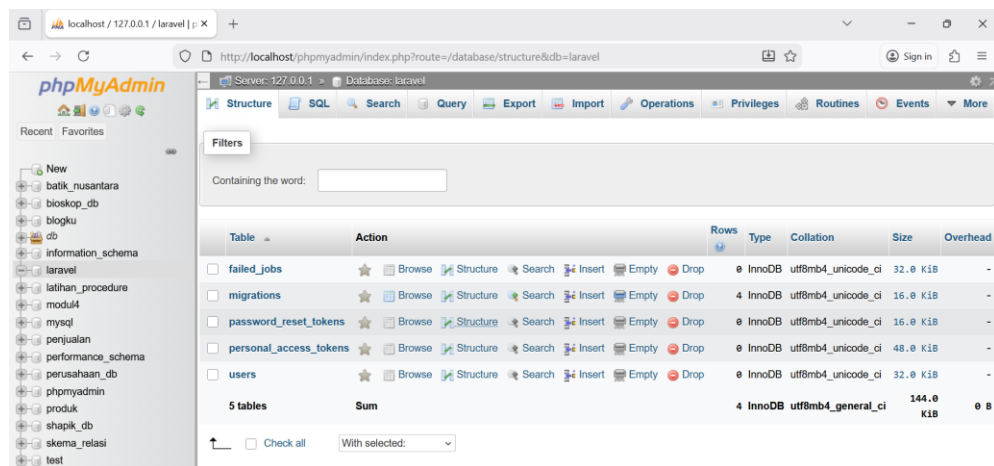 localhost / 127.0.0.1 / laravel | p
http://localhost/phpmyadmin/index.php?route=/database/structure&db=laravel
Sign in
phpMyAdmin
Recent Favorites
New
batik_nusantara
bioskop_db
blogku
db
information_schema
laravel
latihan_procedure
modul4
mysql
penjualan
performance_schema
perusahaan_db
phpmyadmin
produk
shapik_db
skema_relasi
test
Server: 127.0.0.1 » Database: laravel
Structure SQL Search Query Export Import Operations Privileges Routines Events More
Filters
Containing the word:
Table Action Rows Type Collation Size Overhead
failed_jobs Browse Structure Search Insert Empty Drop 0 InnoDB utf8mb4_unicode_ci 32.0 KiB -
migrations Browse Structure Search Insert Empty Drop 4 InnoDB utf8mb4_unicode_ci 16.0 KiB -
password_reset_tokens Browse Structure Search Insert Empty Drop 0 InnoDB utf8mb4_unicode_ci 16.0 KiB -
personal_access_tokens Browse Structure Search Insert Empty Drop 0 InnoDB utf8mb4_unicode_ci 48.0 KiB -
users Browse Structure Search Insert Empty Drop 0 InnoDB utf8mb4_unicode_ci 32.0 KiB -
5 tables Sum 4 InnoDB utf8mb4_general_ci 144.0 KiB 0 B
Check all With selected: